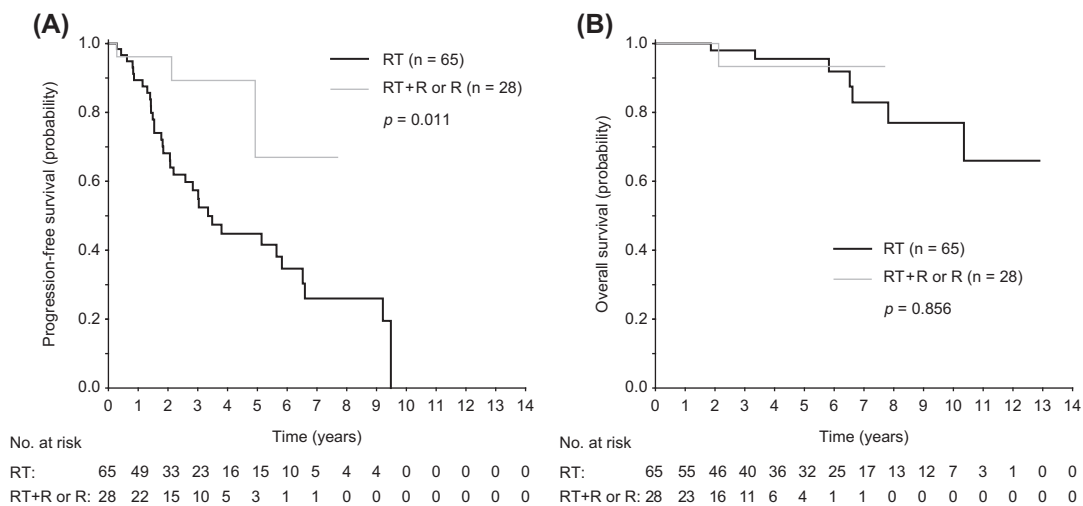 (A)
Progression-free survival (probability)
1.0
0.8
0.6
0.4
0.2
0.0
RT (n = 65)
RT+R or R (n = 28)
p = 0.011
0 1 2 3 4 5 6 7 8 9 10 11 12 13 14
Time (years)
No. at risk
RT: 65 49 33 23 16 15 10 5 4 4 0 0 0 0 0
RT+R or R: 28 22 15 10 5 3 1 1 0 0 0 0 0 0 0
(B)
Overall survival (probability)
1.0
0.8
0.6
0.4
0.2
0.0
RT (n = 65)
RT+R or R (n = 28)
p = 0.856
0 1 2 3 4 5 6 7 8 9 10 11 12 13 14
Time (years)
No. at risk
RT: 65 55 46 40 36 32 25 17 13 12 7 3 1 0 0
RT+R or R: 28 23 16 11 6 4 1 1 0 0 0 0 0 0 0